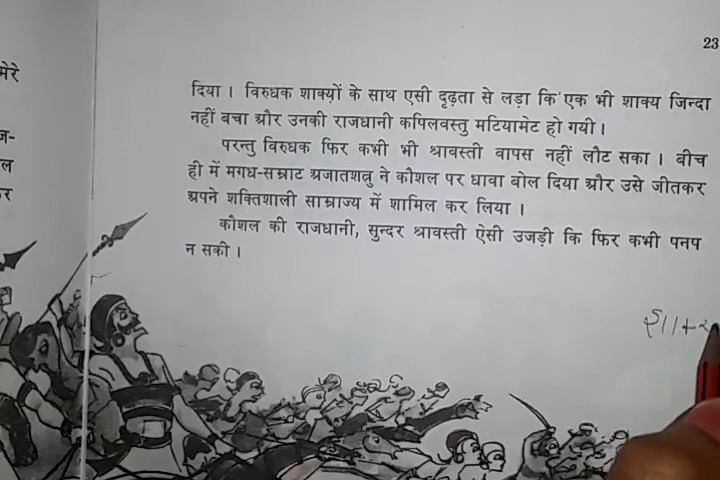 23
मेरे
ज-
ल
र
दिया । विरुधक शाक्यों के साथ एसी दृढ़ता से लड़ा कि एक भी शाक्य जिन्दा
नहीं बचा और उनकी राजधानी कपिलवस्तु मटियामेट हो गयी ।
परन्तु विरुधक फिर कभी भी श्रावस्ती वापस नहीं लौट सका । बीच
ही में मगध-सम्राट अजातशत्रु ने कौशल पर धावा बोल दिया और उसे जीतकर
अपने शक्तिशाली साम्राज्य में शामिल कर लिया ।
कौशल की राजधानी, सुन्दर श्रावस्ती ऐसी उजड़ी कि फिर कभी पनप
न सकी ।